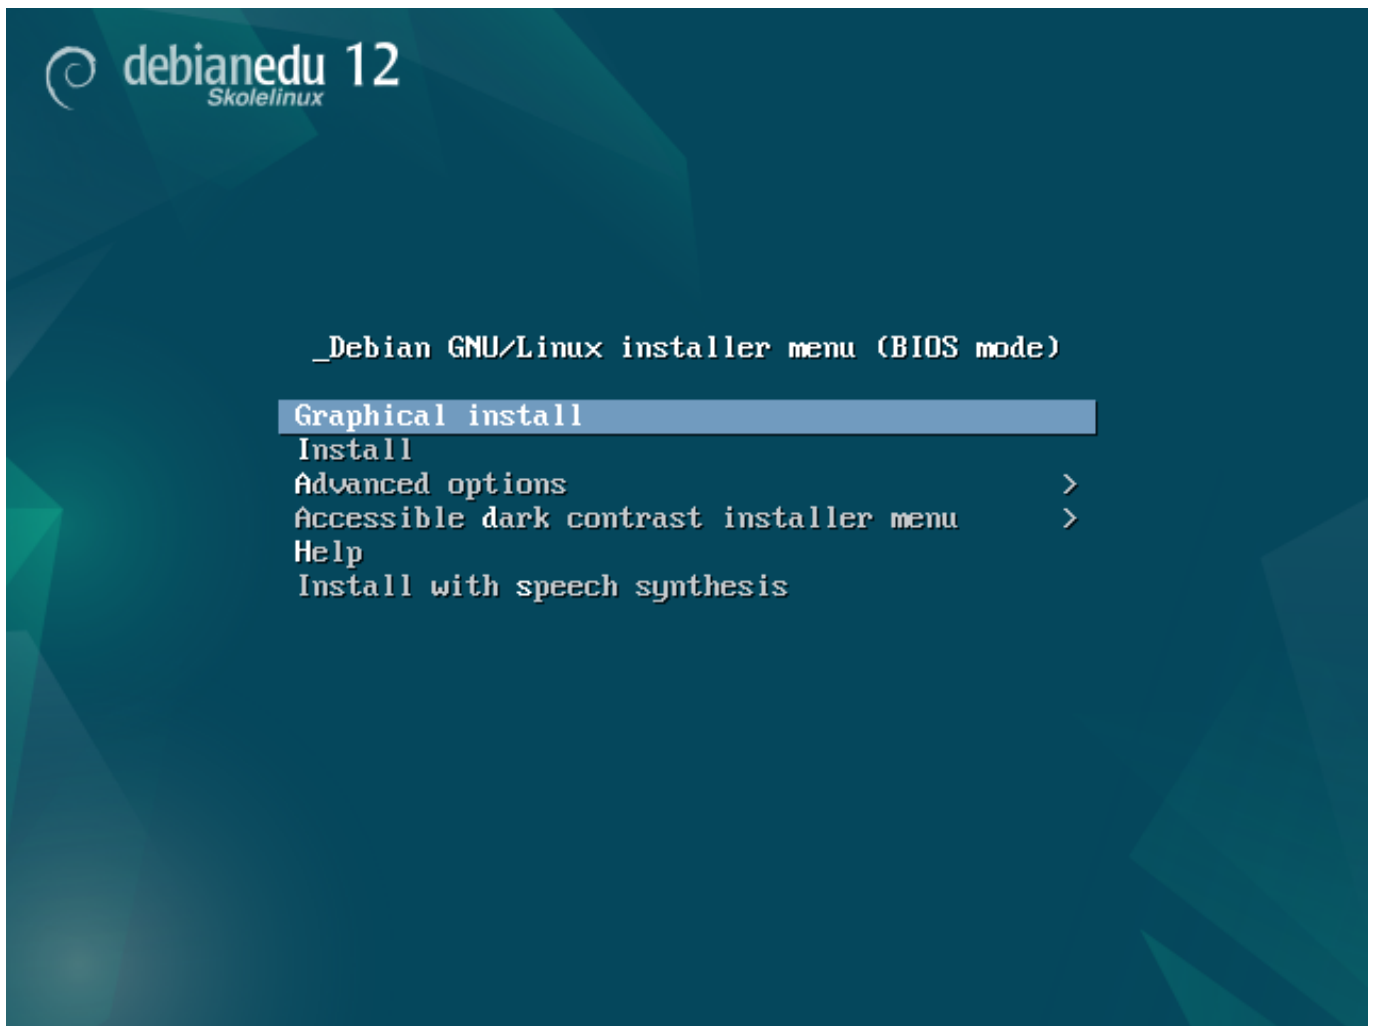 debianedu 12
Skolelinux
_Debian GNU/Linux installer menu (BIOS mode)
Graphical install
Install
Advanced options >
Accessible dark contrast installer menu >
Help
Install with speech synthesis